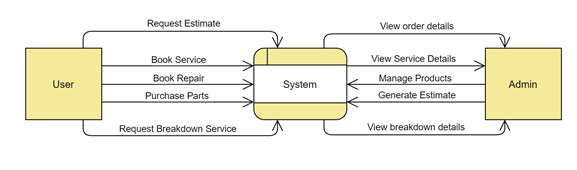 Request Estimate
View order details
Book Service
View Service Details
User
Book Repair
System
Manage Products
Admin
Purchase Parts
Generate Estimate
Request Breakdown Service
View breakdown details